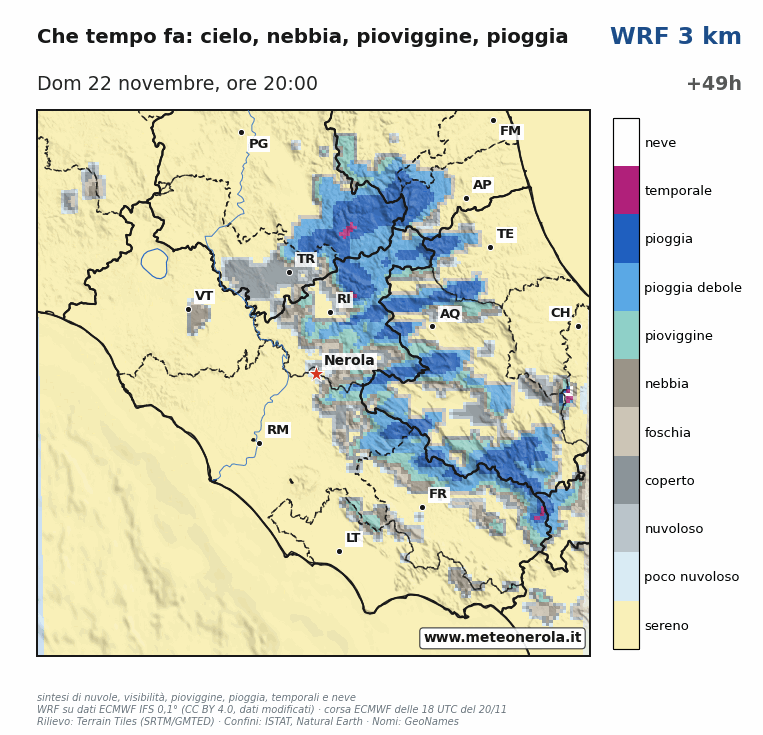 Che tempo fa: cielo, nebbia, pioviggine, pioggia
WRF 3 km
Dom 22 novembre, ore 20:00
+49h
PG
FM
AP
TE
TR
VT
RI
AQ
CH
Nerola
RM
FR
LT
www.meteonerola.it
neve
temporale
pioggia
pioggia debole
pioviggine
nebbia
foschia
coperto
nuvoloso
poco nuvoloso
sereno
sintesi di nuvole, visibilità, pioviggine, pioggia, temporali e neve
WRF su dati ECMWF IFS 0,1° (CC BY 4.0, dati modificati) · corsa ECMWF delle 18 UTC del 20/11
Rilievo: Terrain Tiles (SRTM/GMTED) · Confini: ISTAT, Natural Earth · Nomi: GeoNames